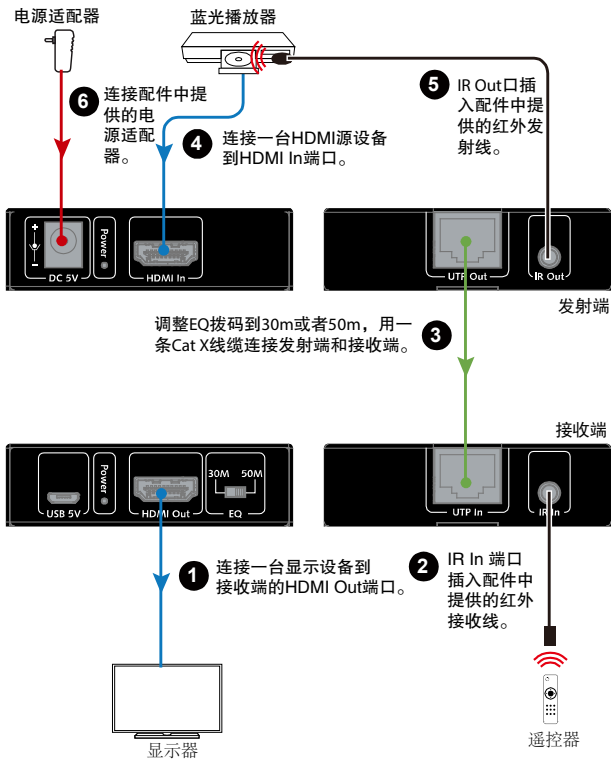 电源适配器
蓝光播放器
6
连接配件中提
供的电
源适配
器。
4
连接一台HDMI源设备
到HDMI In端口。
5
IR Out口插
入配件中提
供的红外发
射线。
+
−
DC 5V
Power
HDMI In
UTP Out
IR Out
发射端
调整EQ拨码到30m或者50m，用一
条Cat X线缆连接发射端和接收端。
3
接收端
USB 5V
Power
HDMI Out
30M 50M
EQ
UTP In
IR In
1
连接一台显示设备到
接收端的HDMI Out端口。
2
IR In 端口
插入配件中
提供的红外
接收线。
显示器
遥控器